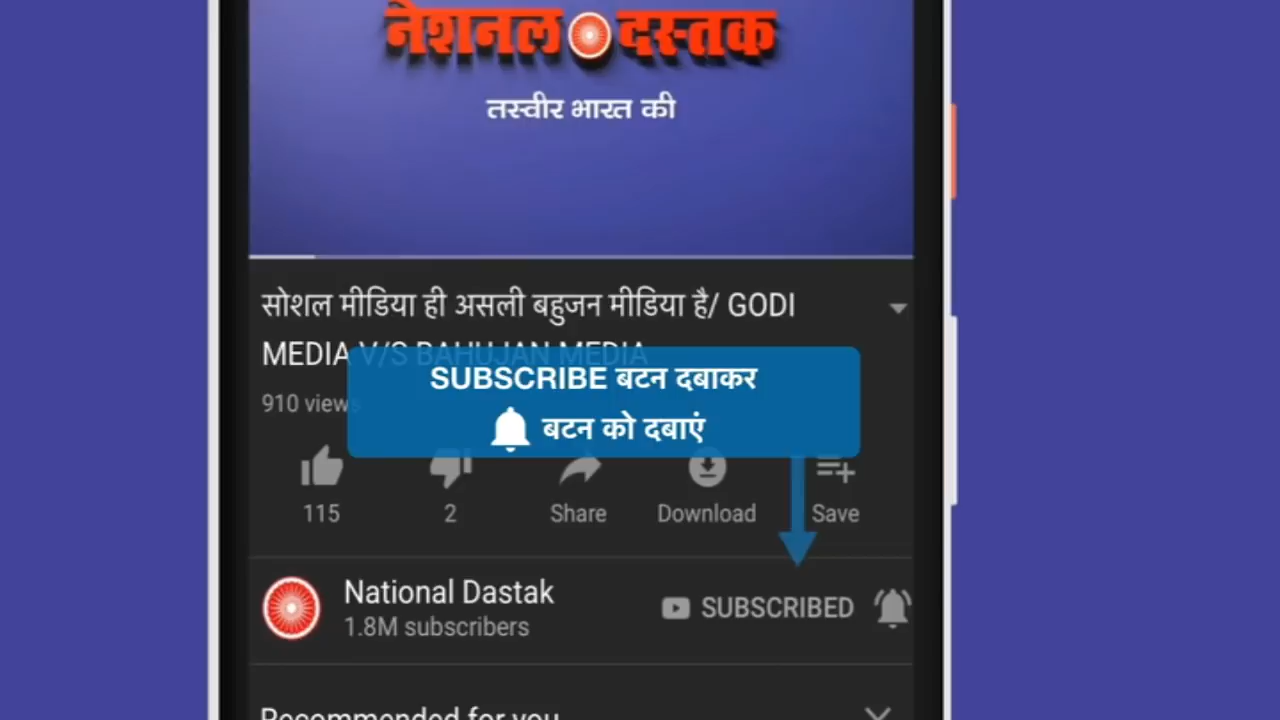 नेशनल दस्तक
तस्वीर भारत की
सोशल मीडिया ही असली बहुजन मीडिया है/ GODI
MEDIA V/S BAHUJAN MEDIA
SUBSCRIBE बटन दबाकर
910 views
बटन को दबाएं
115
2
Share
Download
Save
National Dastak
SUBSCRIBED
1.8M subscribers
Recommended for you